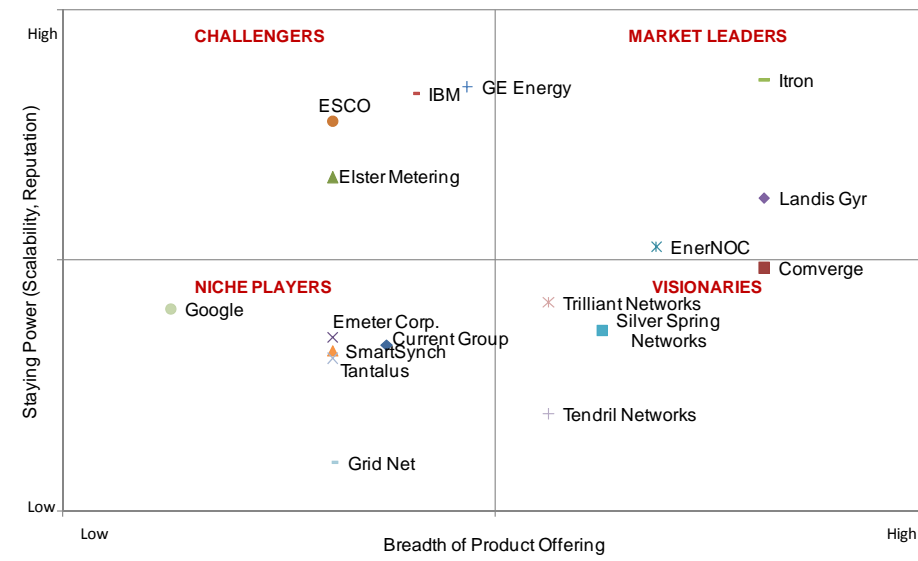 High
CHALLENGERS
MARKET LEADERS
Itron
GE Energy
IBM
ESCO
Elster Metering
Landis Gyr
EnerNOC
Comverge
NICHE PLAYERS
VISIONARIES
Google
Trilliant Networks
Emeter Corp.
Silver Spring
Networks
Current Group
SmartSynch
Tantalus
Tendril Networks
Grid Net
Staying Power (Scalability, Reputation)
Low
Low
High
Breadth of Product Offering